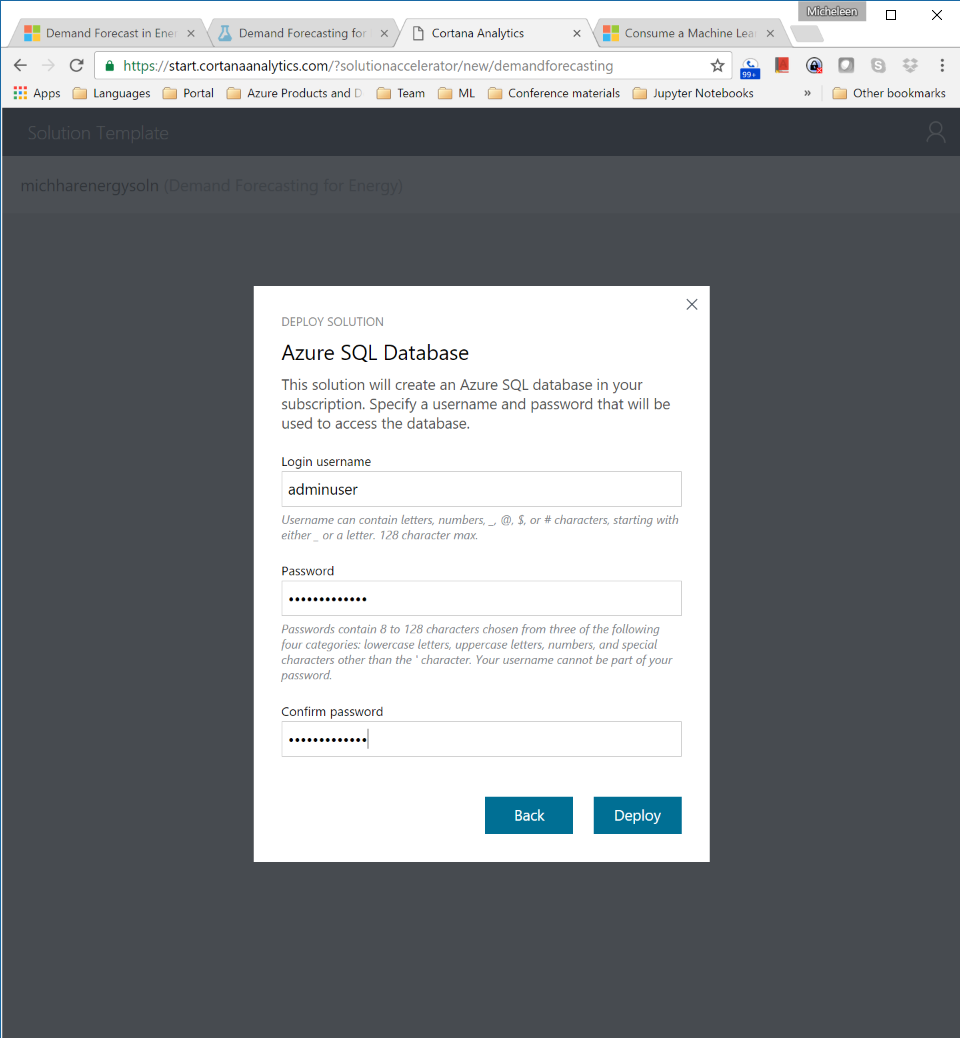 Micheleen
Demand Forecast in Ener
Demand Forecasting for
Cortana Analytics
Consume a Machine Lea
https://start.cortanaanalytics.com/?solutionaccelerator/new/demandforecasting
99+
Apps
Languages
Portal
Azure Products and D
Team
ML
Conference materials
Jupyter Notebooks
»
Other bookmarks
Solution Template
michharenergysoln (Demand Forecasting for Energy)
DEPLOY SOLUTION
Azure SQL Database
This solution will create an Azure SQL database in your
subscription. Specify a username and password that will be
used to access the database.
Login username
adminuser
Username can contain letters, numbers, _, @, $, or # characters, starting with
either _ or a letter. 128 character max.
Password
•••••••••••••
Passwords contain 8 to 128 characters chosen from three of the following
four categories: lowercase letters, uppercase letters, numbers, and special
characters other than the ' character. Your username cannot be part of your
password.
Confirm password
•••••••••••••
Back
Deploy